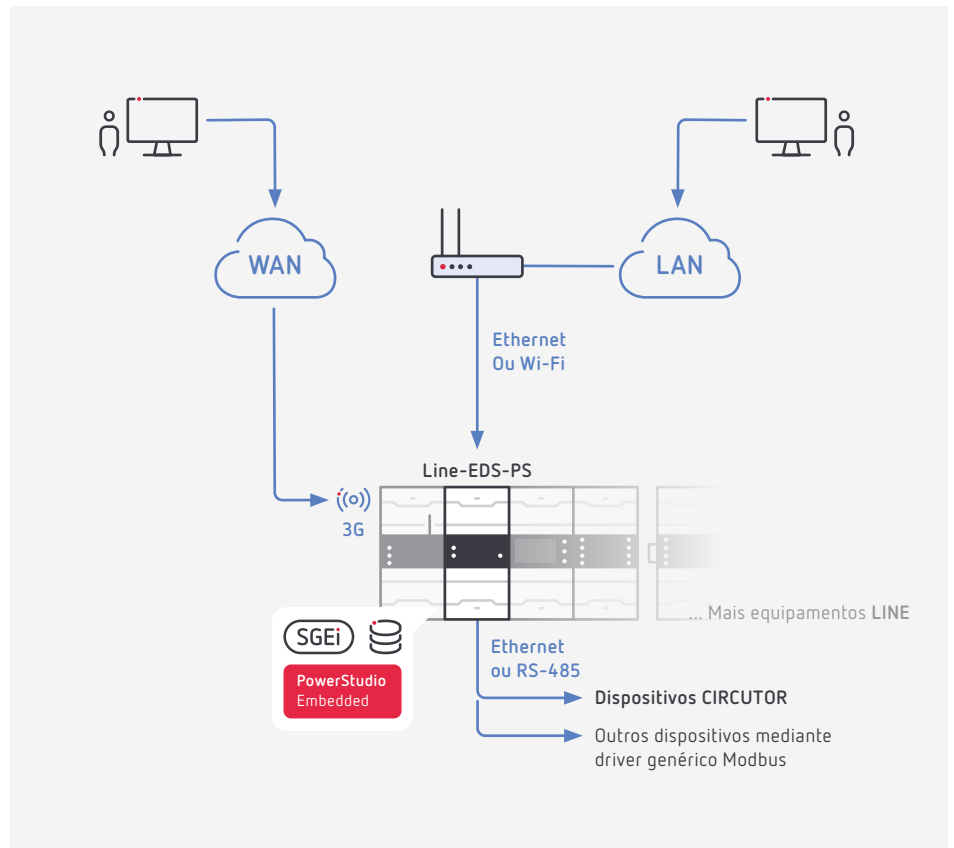 WAN
LAN
Ethernet
Ou Wi-Fi
Line-EDS-PS
3G
... Mais equipamentos LINE
SGEi
PowerStudio
Embedded
Ethernet
ou RS-485
Dispositivos CIRCUTOR
Outros dispositivos mediante
driver genérico Modbus